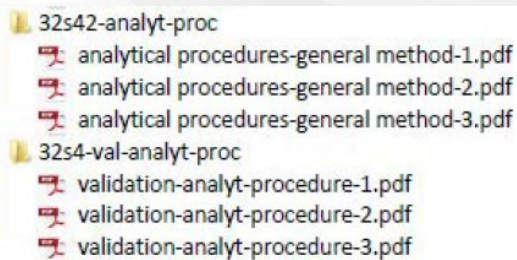 32s42-analyt-proc
analytical procedures-general method-1.pdf
analytical procedures-general method-2.pdf
analytical procedures-general method-3.pdf
32s4-val-analyt-proc
validation-analyt-procedure-1.pdf
validation-analyt-procedure-2.pdf
validation-analyt-procedure-3.pdf